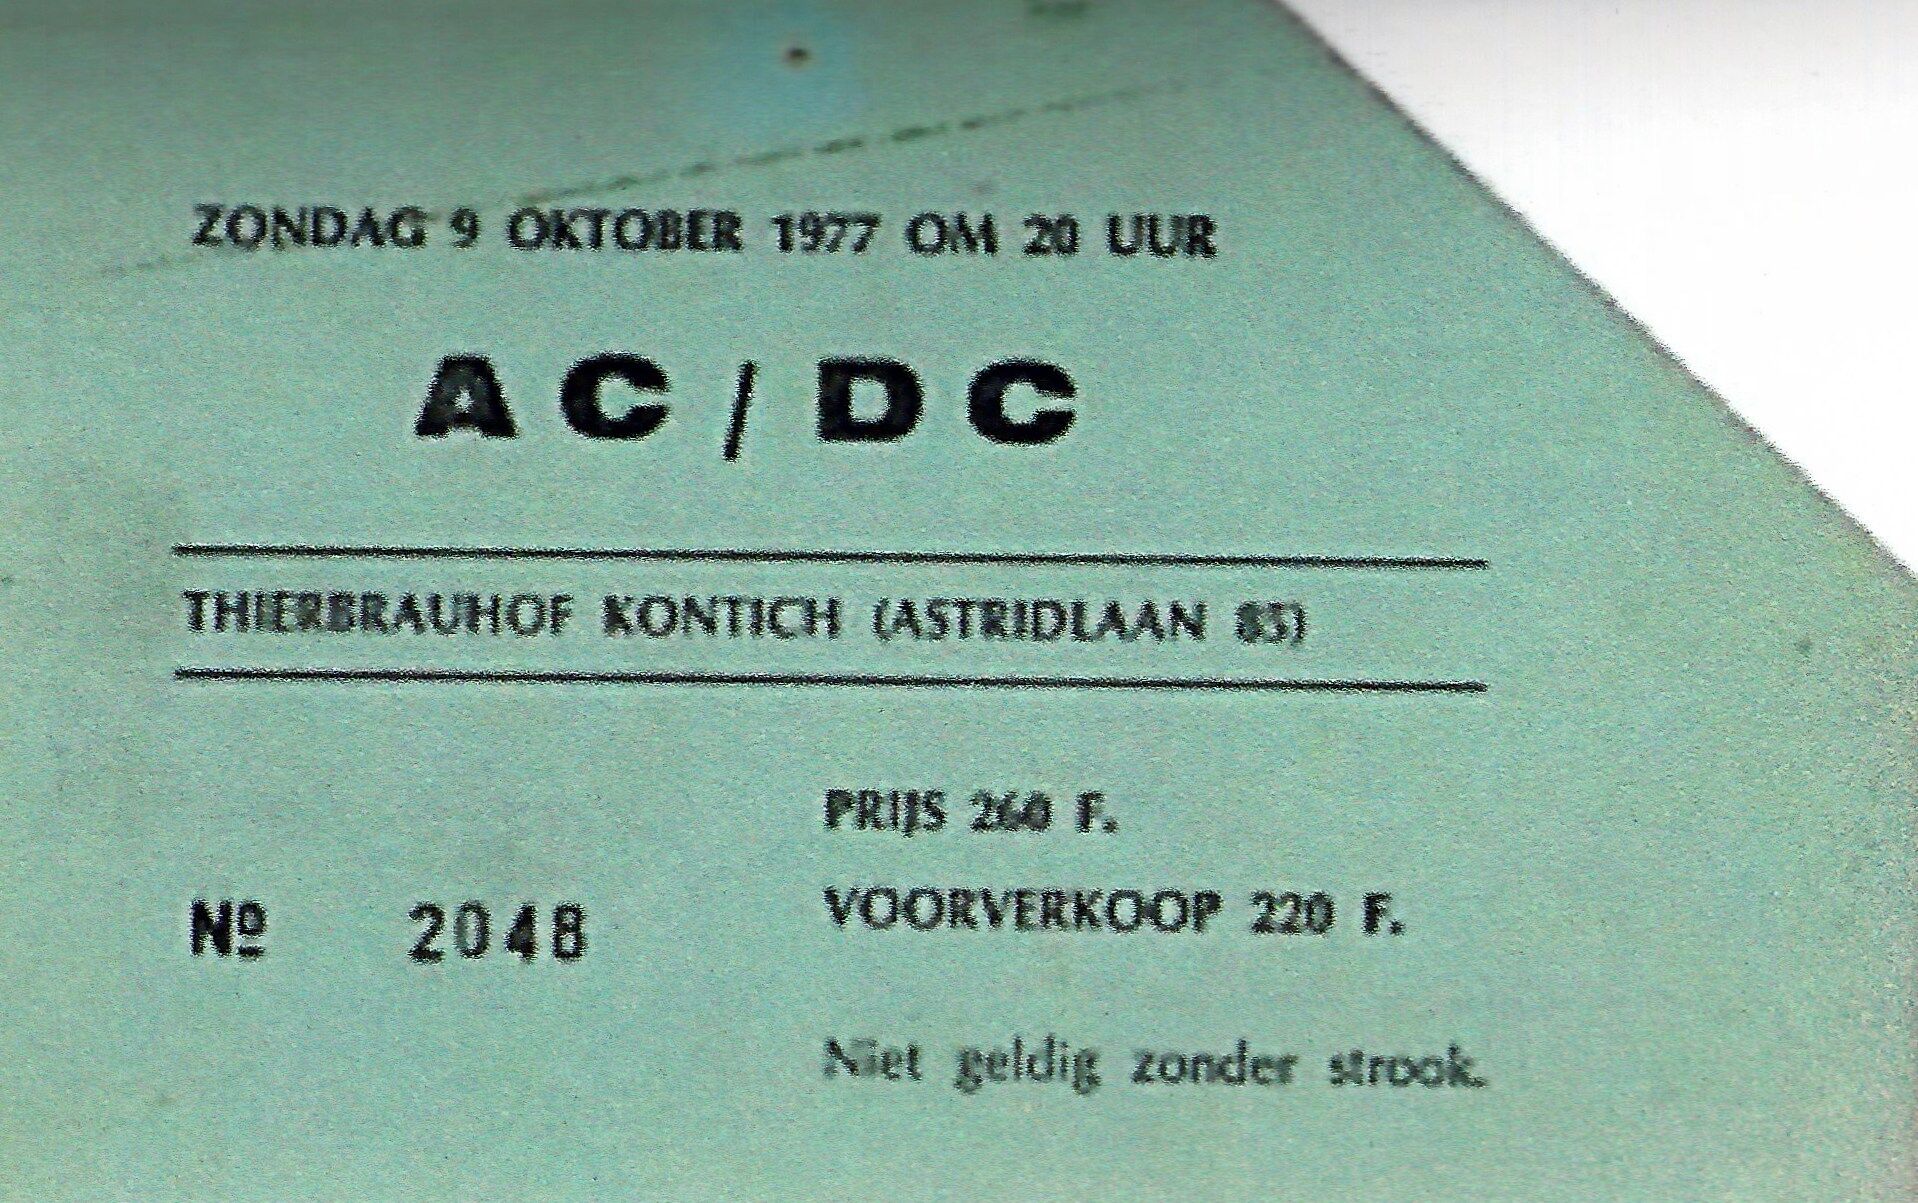 ZONDAG 9 OKTOBER 1977 OM 20 UUR
AC/DC
THIERBRAUHOF KONTICH (ASTRIDLAAN 85)
PRIJS 260 F.
VOORVERKOOP 220 F.
Nº 2048
Niet geldig zonder strook.